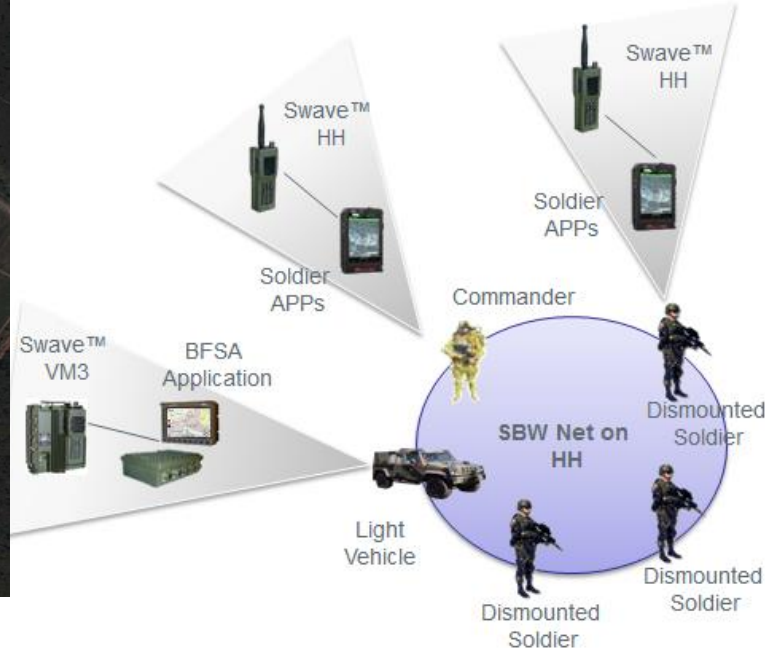 Swave™
HH
Swave™
HH
Soldier
APPs
Soldier
APPs
Commander
Swave™
VM3
BFSA
Application
Dismounted
Soldier
SBW Net on
HH
Light
Vehicle
Dismounted
Soldier
Dismounted
Soldier